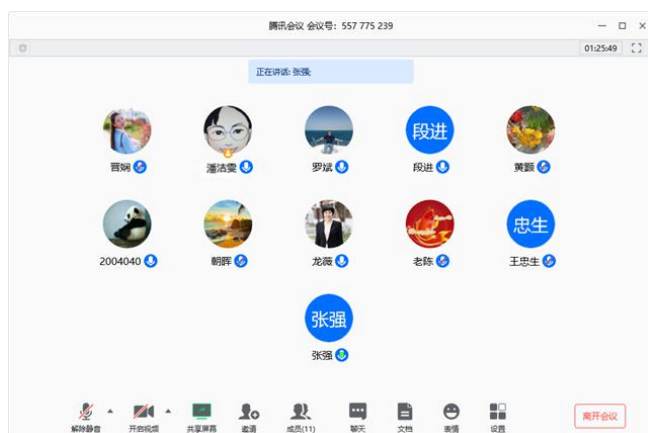 腾讯会议 会议号：557 775 239
01:25:49
正在讲话: 张强;
段进
晋娴 潘洁雯 罗斌 段进 黄颢
忠生
2004040 朝晖 龙薇 老陈 王忠生
张强
张强
解除静音 开启视频 共享屏幕 邀请 成员(11) 聊天 文档 表情 设置 离开会议